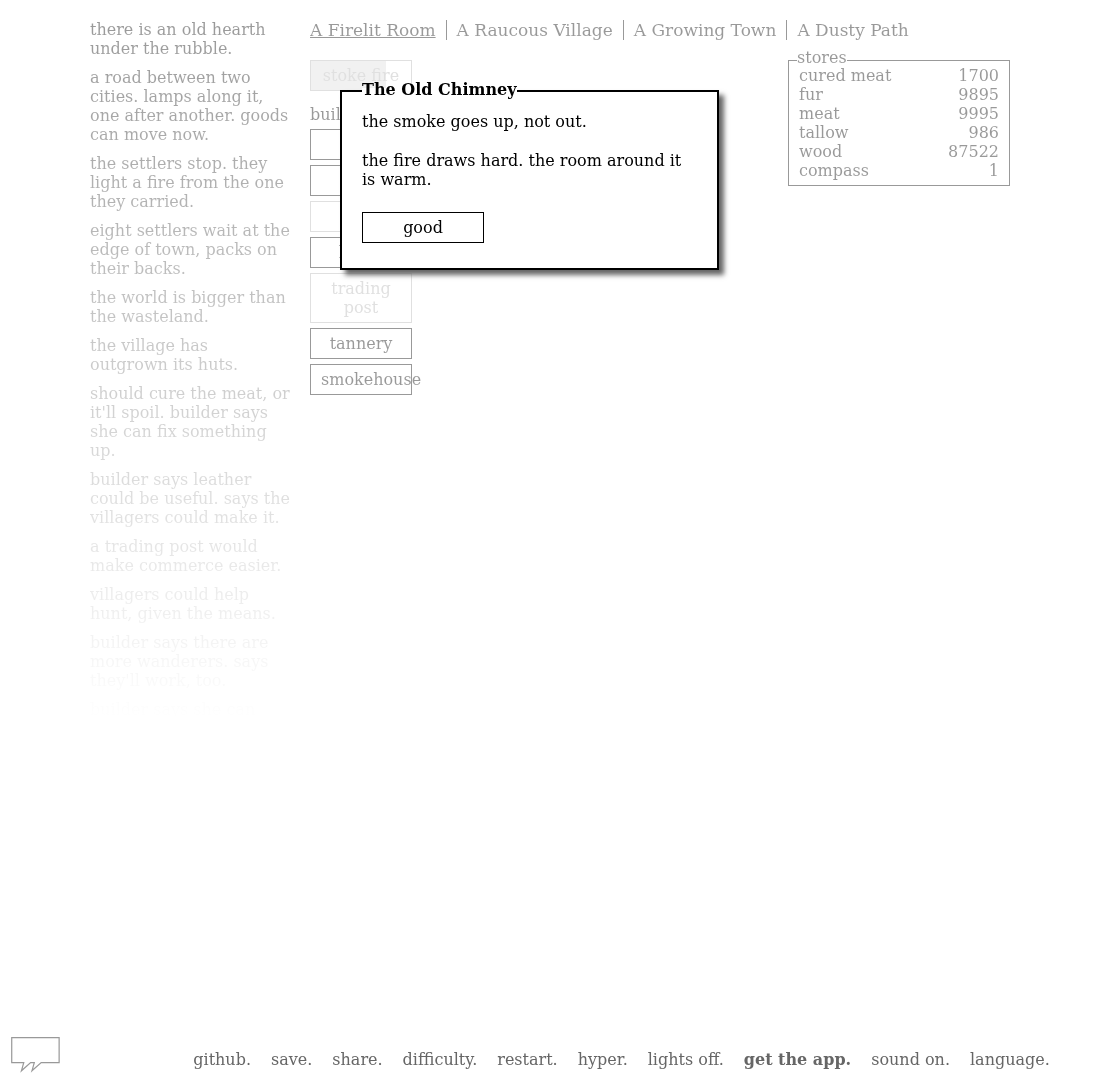 there is an old hearth
under the rubble.
a road between two
cities. lamps along it,
one after another. goods
can move now.
the settlers stop. they
light a fire from the one
they carried.
eight settlers wait at the
edge of town, packs on
their backs.
the world is bigger than
the wasteland.
the village has
outgrown its huts.
should cure the meat, or
it'll spoil. builder says
she can fix something
up.
builder says leather
could be useful. says the
villagers could make it.
a trading post would
make commerce easier.
villagers could help
hunt, given the means.
builder says there are
more wanderers. says
they'll work, too.
A Firelit Room
A Raucous Village
A Growing Town
A Dusty Path
stoke fire
The Old Chimney
the smoke goes up, not out.
the fire draws hard. the room around it
is warm.
good
trading
post
tannery
smokehouse
stores
cured meat 1700
fur 9895
meat 9995
tallow 986
wood 87522
compass 1
github. save. share. difficulty. restart. hyper. lights off. get the app. sound on. language.